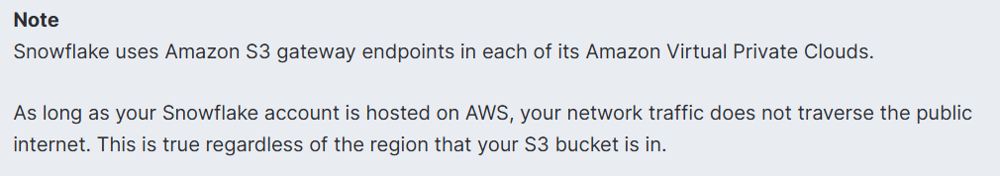 Note
Snowflake uses Amazon S3 gateway endpoints in each of its Amazon Virtual Private Clouds.
As long as your Snowflake account is hosted on AWS, your network traffic does not traverse the public
internet. This is true regardless of the region that your S3 bucket is in.